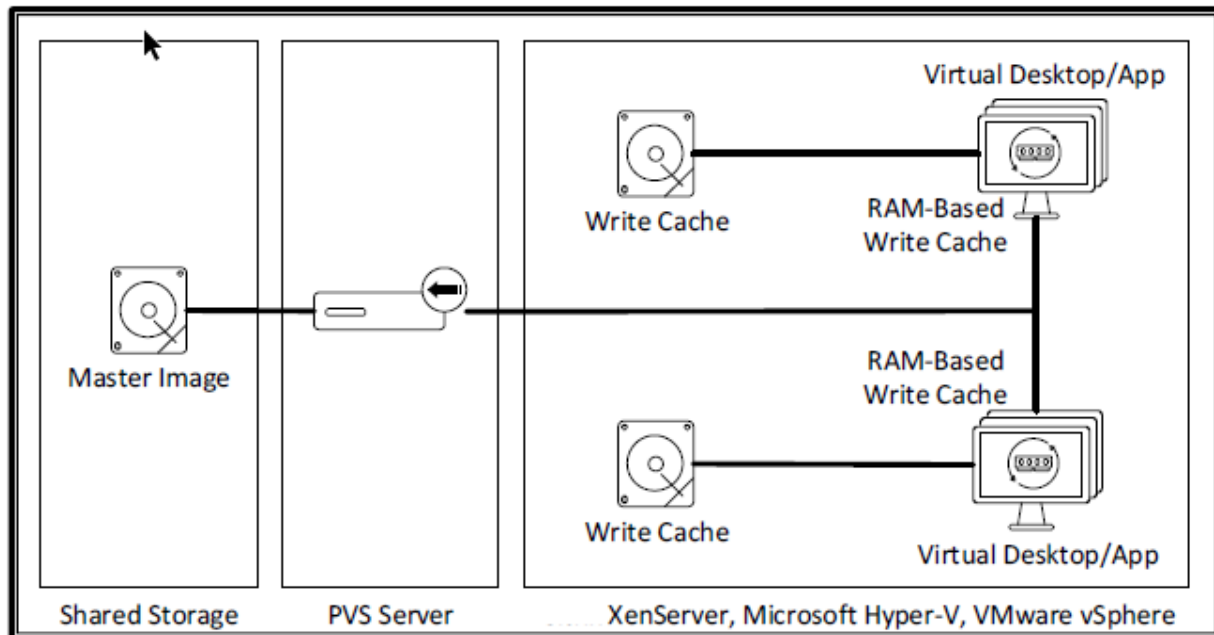 Virtual Desktop/App
Write Cache
RAM-Based
Write Cache
Master Image
RAM-Based
Write Cache
Write Cache
Virtual Desktop/App
Shared Storage
PVS Server
XenServer, Microsoft Hyper-V, VMware vSphere